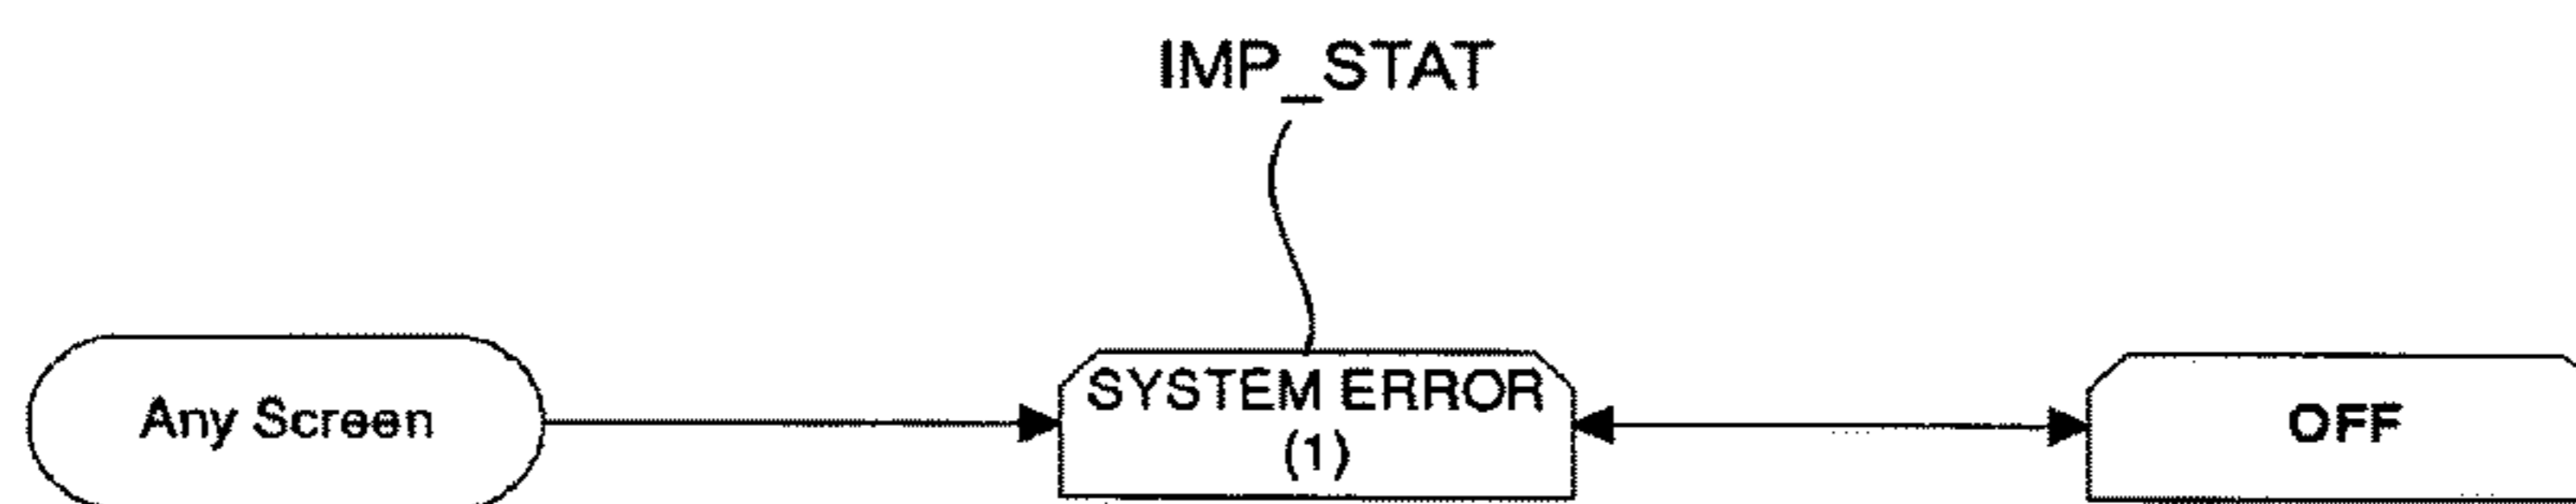 IMP_STAT
Any Screen
SYSTEM ERROR
(1)
OFF